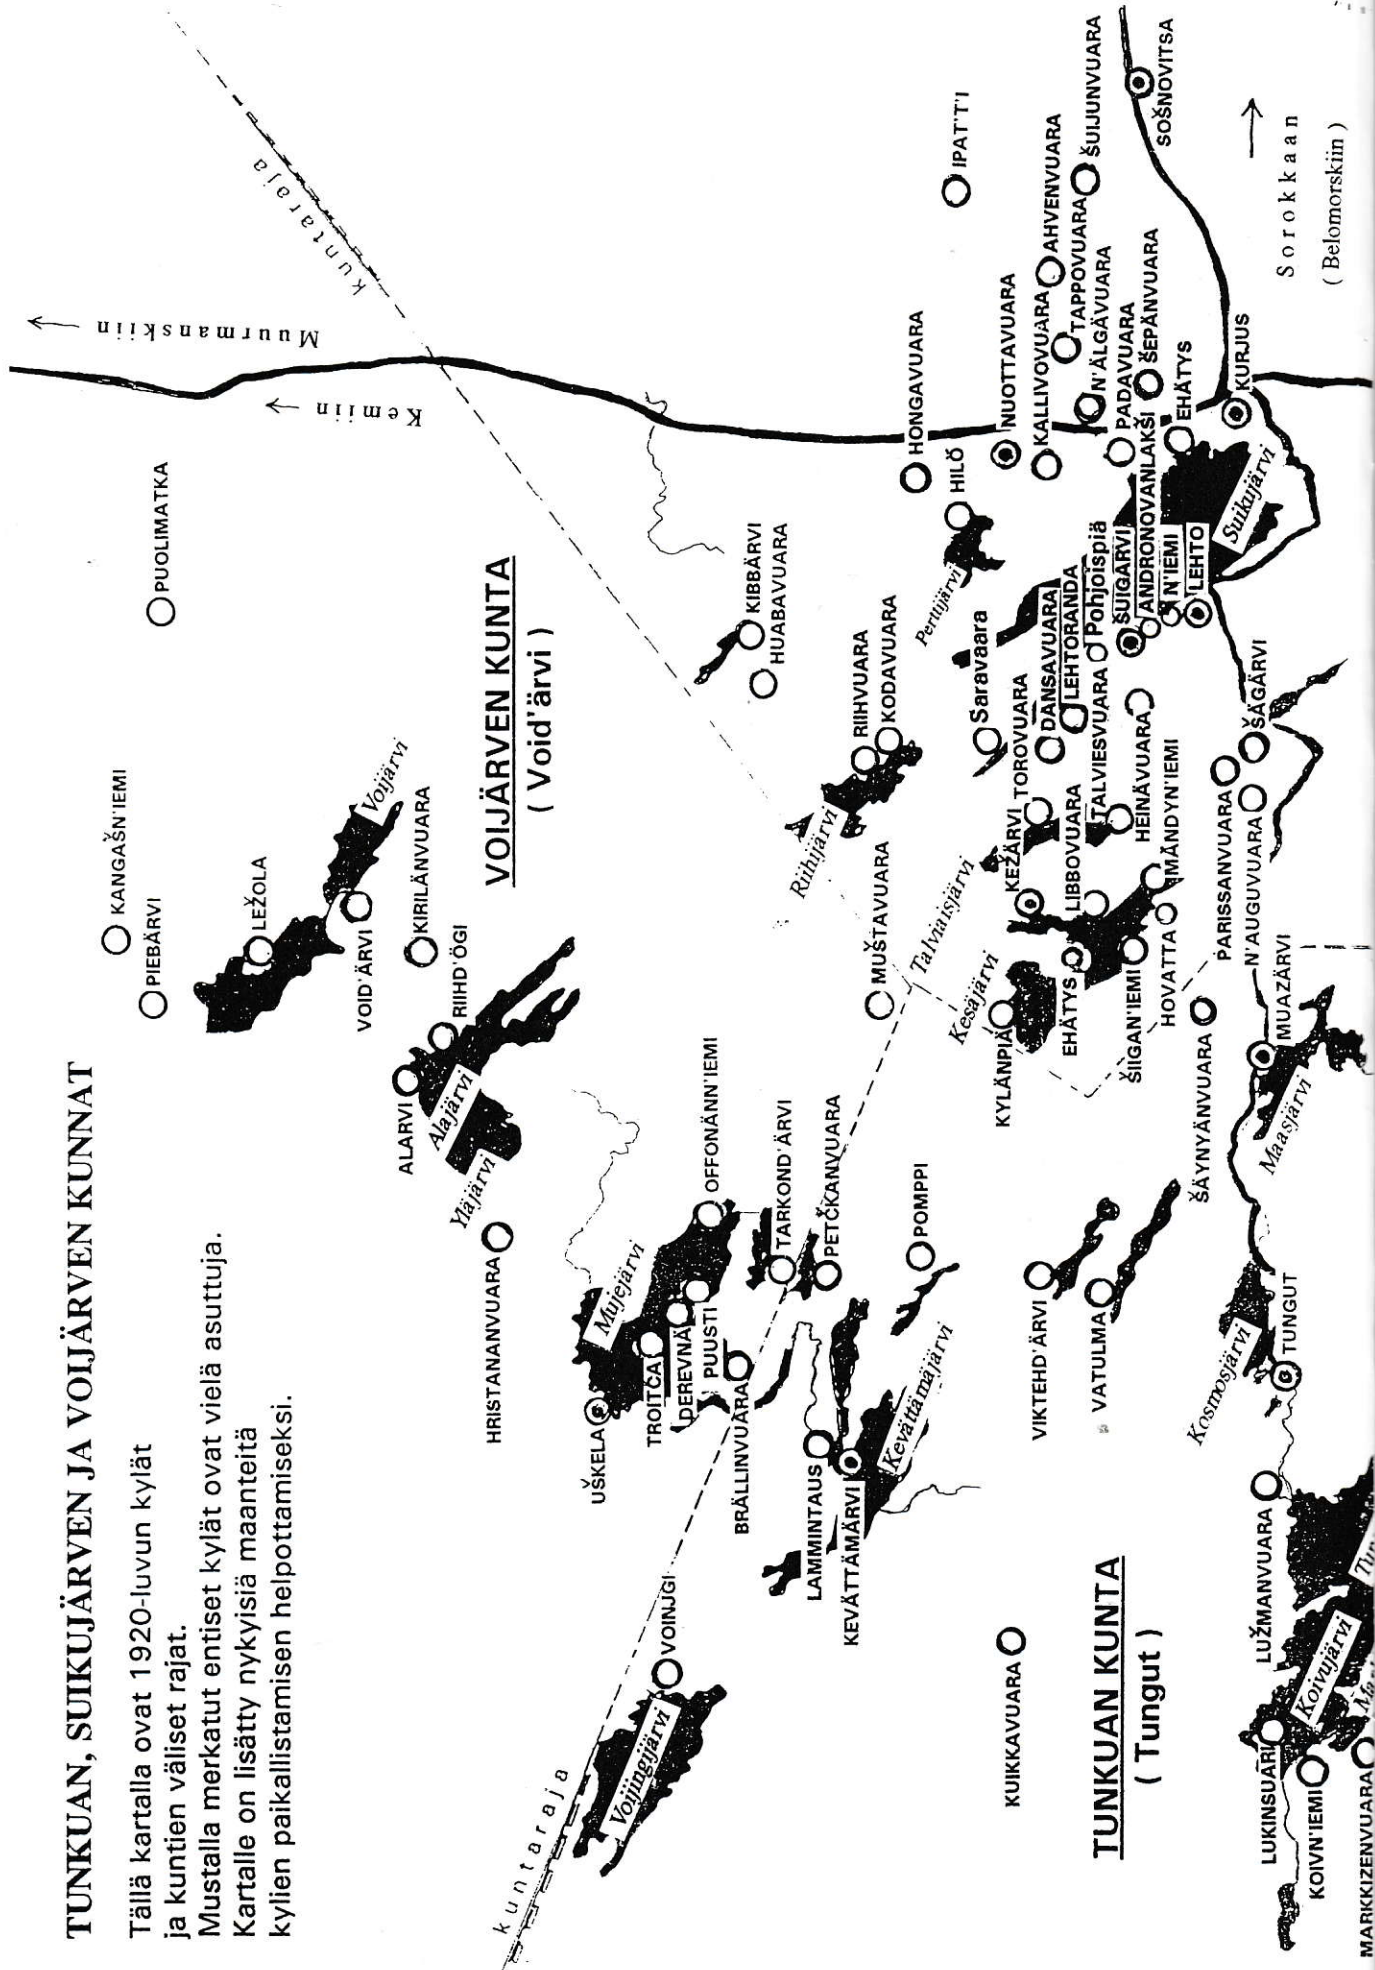 TUNKUAN, SUIKUJÄRVEN JA VOIJÄRVEN KUNNAT
Tällä kartalla ovat 1920-luvun kylät
ja kuntien väliset rajat.
Mustalla merkatut entiset kylät ovat vielä asuttuja.
Kartalle on lisätty nykyisiä maanteitä
kylien paikallistamisen helpottamiseksi.
kuntaraja
Muurmanskiin
Kemiin
PUOLIMATKA
KANGAŠN'IEMI
PIEBÄRVI
LEŽOLA
Voijärvi
VOID'ÄRVI
KIRILÄNVUARA
RIIHD'ÖGI
ALARVI
Alajärvi
Yläjärvi
HRISTANANVUARA
VOIJÄRVEN KUNTA
( Void'ärvi )
KIBBÄRVI
HUABAVUARA
Mujejärvi
OFFONÄNN'IEMI
UŠKELA
TROITCA
DEREVNÄ
PUUSTI
BRÄLLINVUARA
TARKOND'ÄRVI
PETČKANVUARA
POMPPI
LAMMINTAUS
KEVÄTTÄMÄRVI
Kevättämäjärvi
VOINJGI
Voijingijärvi
kuntaraja
KUIKKAVUARA
TUNKUAN KUNTA
( Tungut )
VIKTEHD'ÄRVI
VATULMA
Kosmosjärvi
TUNGUT
LUŽMANVUARA
Koivujärvi
LUKINSUARI
KOIVN'IEMI
MARKKIZENVUARA
Maasjärvi
MUAZÄRVI
ŠÄYNYÄNVUARA
N'AUGUVUARA
PARISSANVUARA
ŠAGÄRVI
HOVATTA
ŠIIGAN'IEMI
MÄNDYN'IEMI
EHÄTYS
KYLÄNPIÄ
Kesäjärvi
Talviaisjärvi
MUŠTAVUARA
Riihijärvi
RIIHVUARA
KODAVUARA
KEŽÄRVI
TOROVUARA
LIBBOVUARA
TALVIESVUARA
HEINÄVUARA
Saravaara
DANSAVUARA
LEHTORANDA
Pohjoispiä
ŠUIGARVI
ANDRONOVANLAKŠI
N'IEMI
LEHTO
Suikujärvi
Perttijärvi
HILÖ
HONGAVUARA
NUOTTAVUARA
KALLIVOVUARA
AHVENVUARA
TAPPOVUARA
N'ÄLGÄVUARA
PADAVUARA
ŠEPÄNVUARA
EHÄTYS
KURJUS
IPAT'T'I
ŠUIJUNVUARA
SOŠNOVITSA
Sorokkaan
( Belomorskiin )